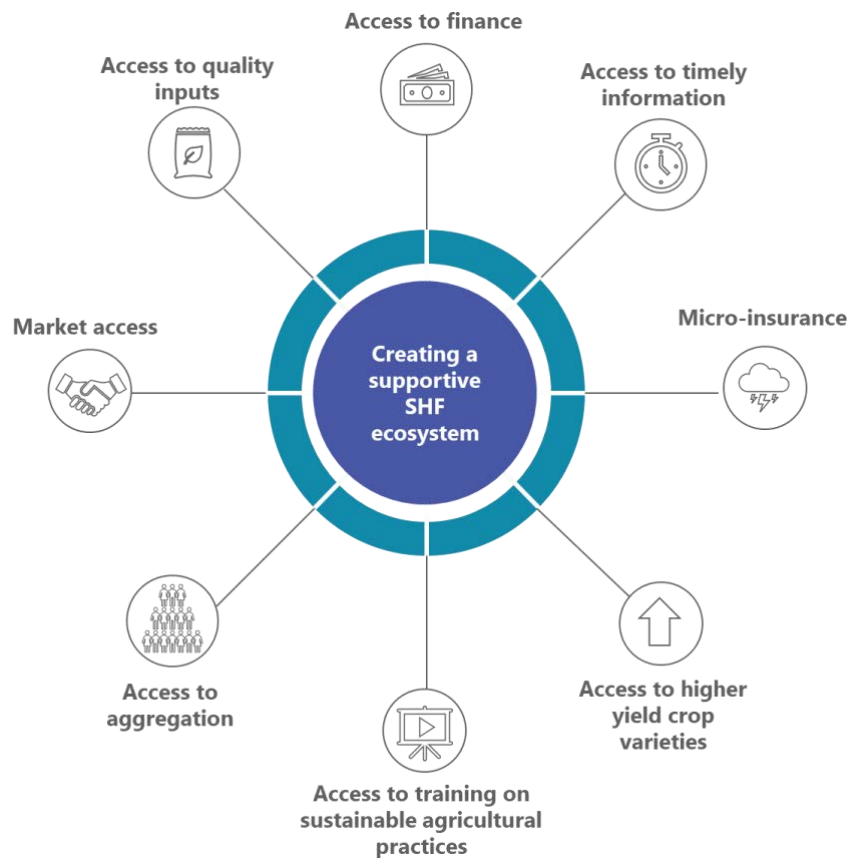 Access to finance
Access to quality
inputs
Access to timely
information
Market access
Micro-insurance
Creating a
supportive
SHF
ecosystem
Access to
aggregation
Access to higher
yield crop
varieties
Access to training on
sustainable agricultural
practices